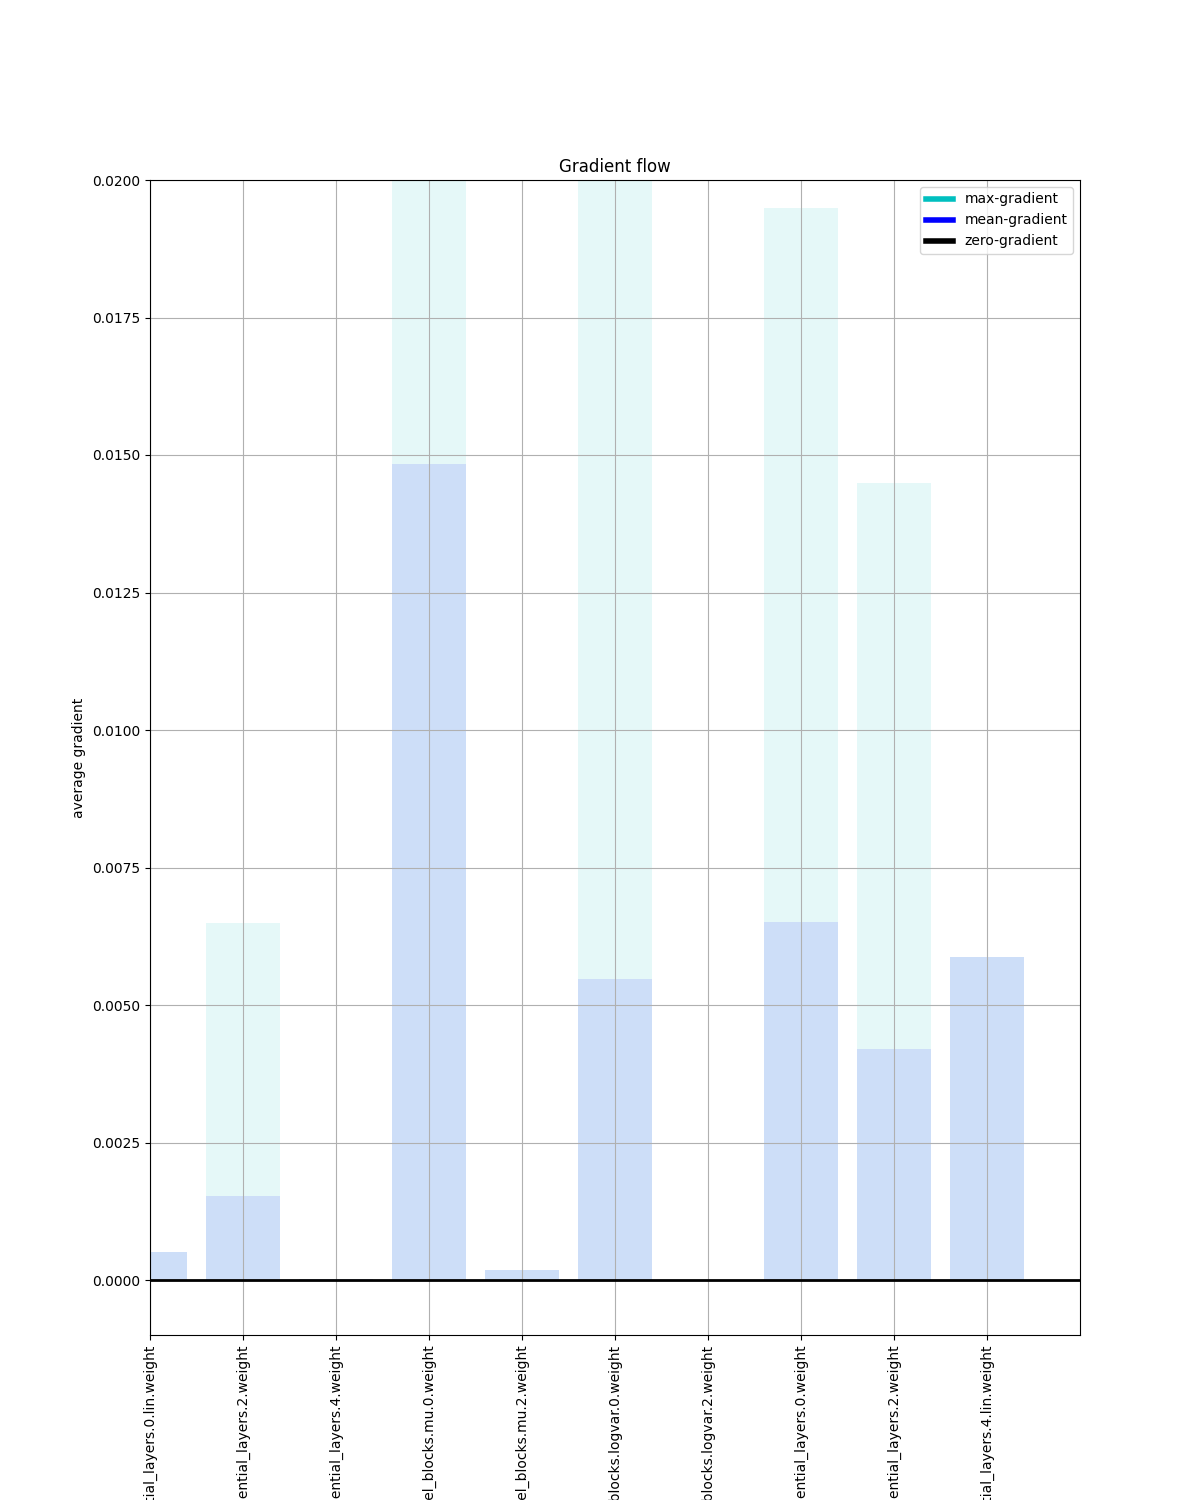 Gradient flow
max-gradient
mean-gradient
zero-gradient
0.0200
0.0175
0.0150
0.0125
0.0100
0.0075
0.0050
0.0025
0.0000
average gradient
tial_layers.0.lin.weight
ential_layers.2.weight
ential_layers.4.weight
el_blocks.mu.0.weight
el_blocks.mu.2.weight
blocks.logvar.0.weight
blocks.logvar.2.weight
ential_layers.0.weight
ential_layers.2.weight
tial_layers.4.lin.weight